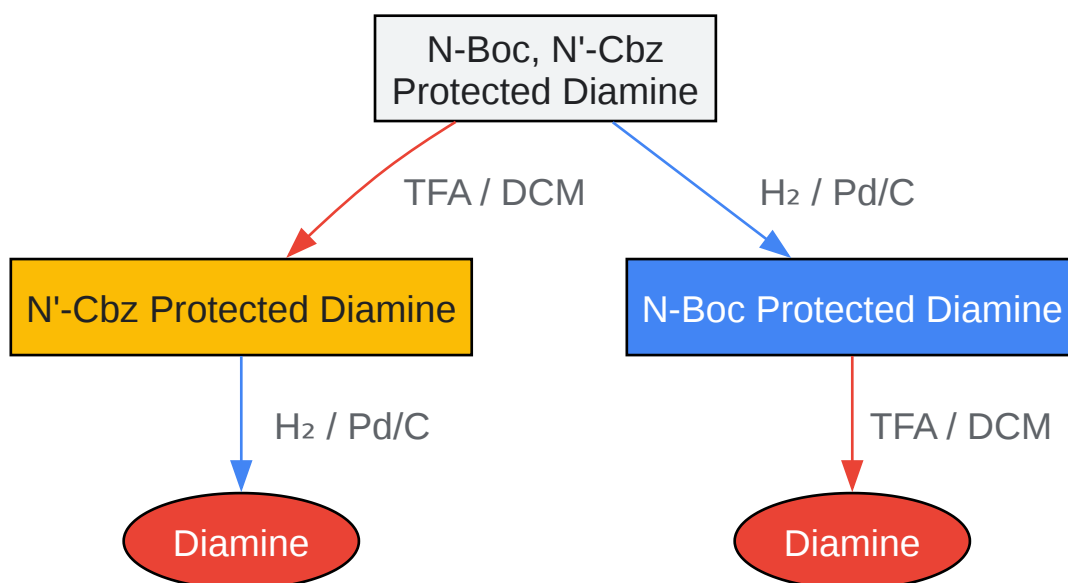 N-Boc, N'-Cbz
Protected Diamine
TFA / DCM
H₂ / Pd/C
N'-Cbz Protected Diamine
N-Boc Protected Diamine
H₂ / Pd/C
TFA / DCM
Diamine
Diamine